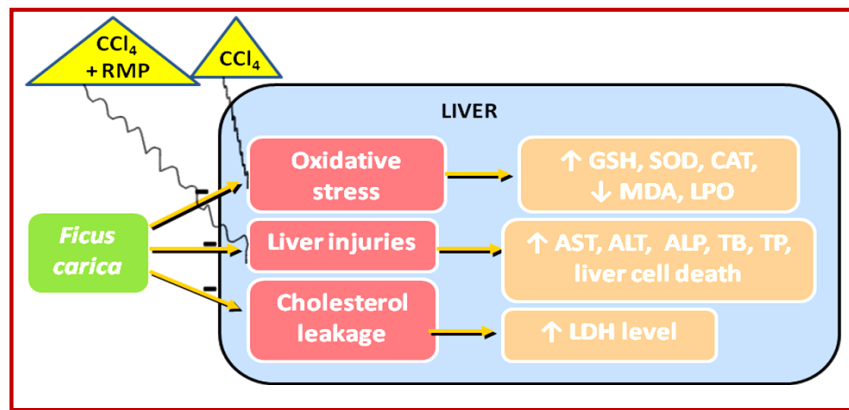 CCl₄
+ RMP
CCl₄
LIVER
Oxidative
stress
↑ GSH, SOD, CAT,
↓ MDA, LPO
Ficus
carica
Liver injuries
↑ AST, ALT, ALP, TB, TP,
liver cell death
Cholesterol
leakage
↑ LDH level